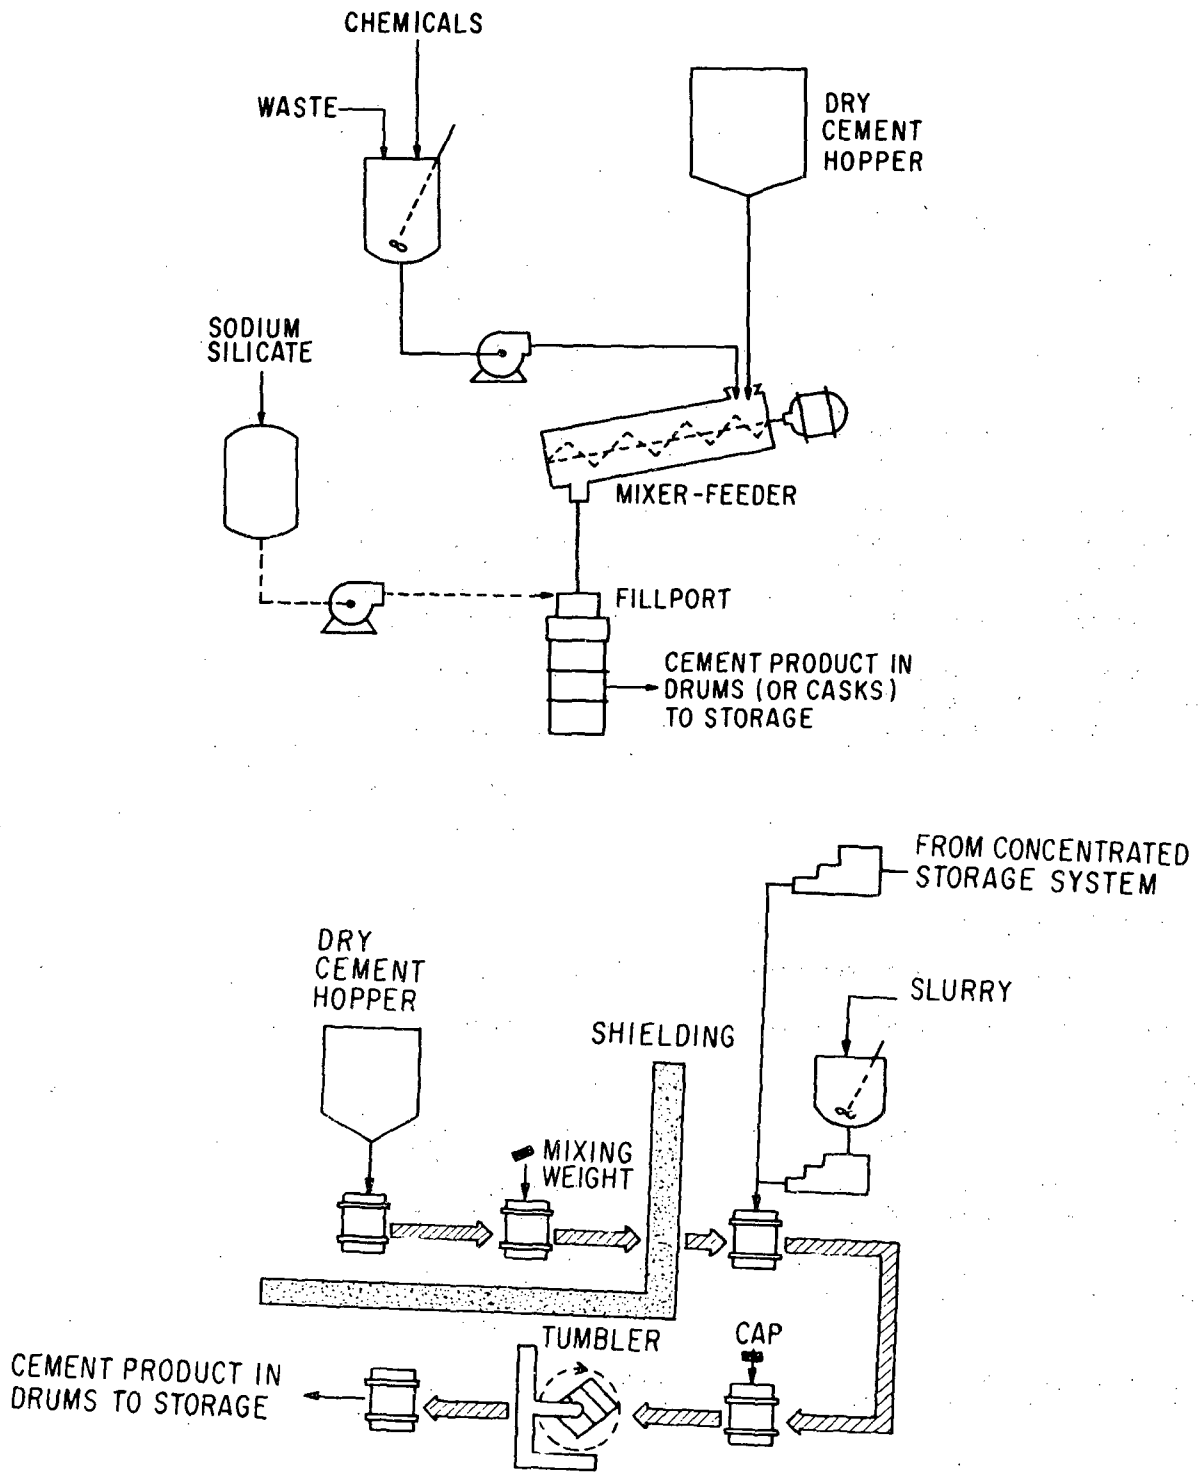 CHEMICALS
WASTE
DRY
CEMENT
HOPPER
SODIUM
SILICATE
MIXER-FEEDER
FILLPORT
CEMENT PRODUCT IN
DRUMS (OR CASKS)
TO STORAGE
FROM CONCENTRATED
STORAGE SYSTEM
DRY
CEMENT
HOPPER
SLURRY
SHIELDING
MIXING
WEIGHT
TUMBLER
CAP
CEMENT PRODUCT IN
DRUMS TO STORAGE